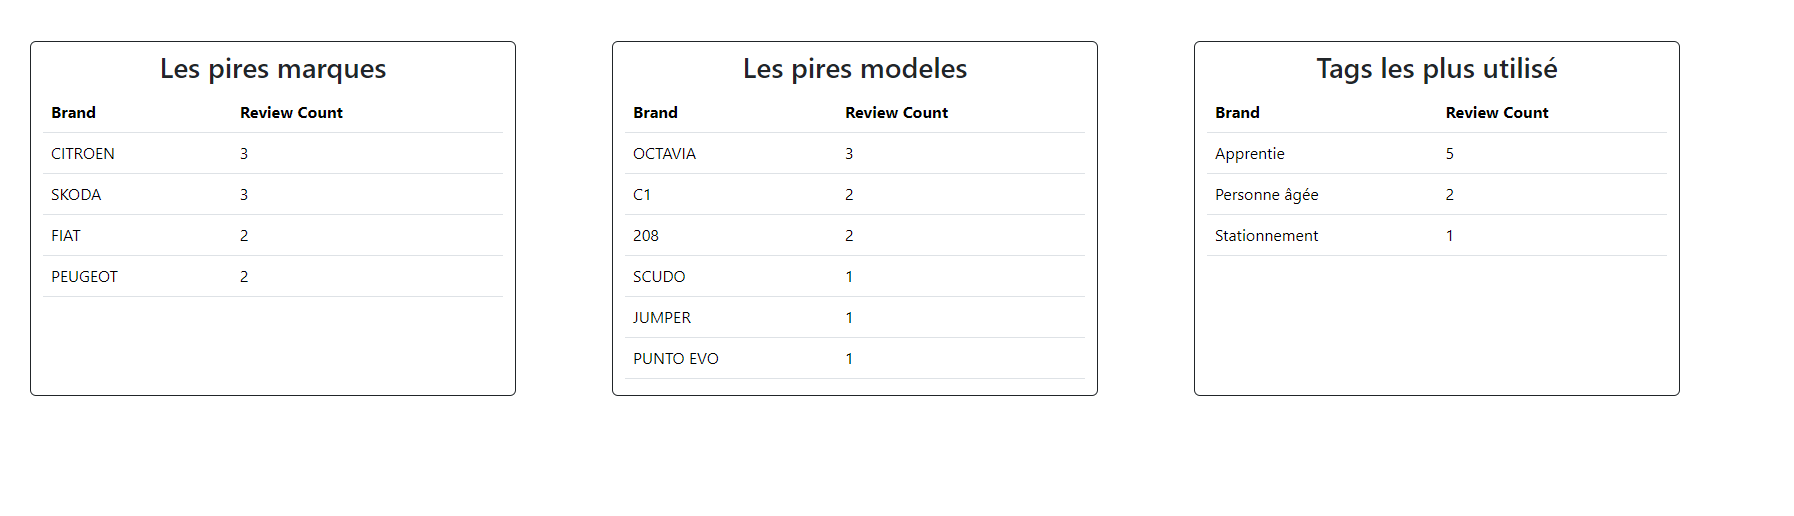 Les pires marques
Brand Review Count
CITROEN 3
SKODA 3
FIAT 2
PEUGEOT 2
Les pires modeles
Brand Review Count
OCTAVIA 3
C1 2
208 2
SCUDO 1
JUMPER 1
PUNTO EVO 1
Tags les plus utilisé
Brand Review Count
Apprentie 5
Personne âgée 2
Stationnement 1